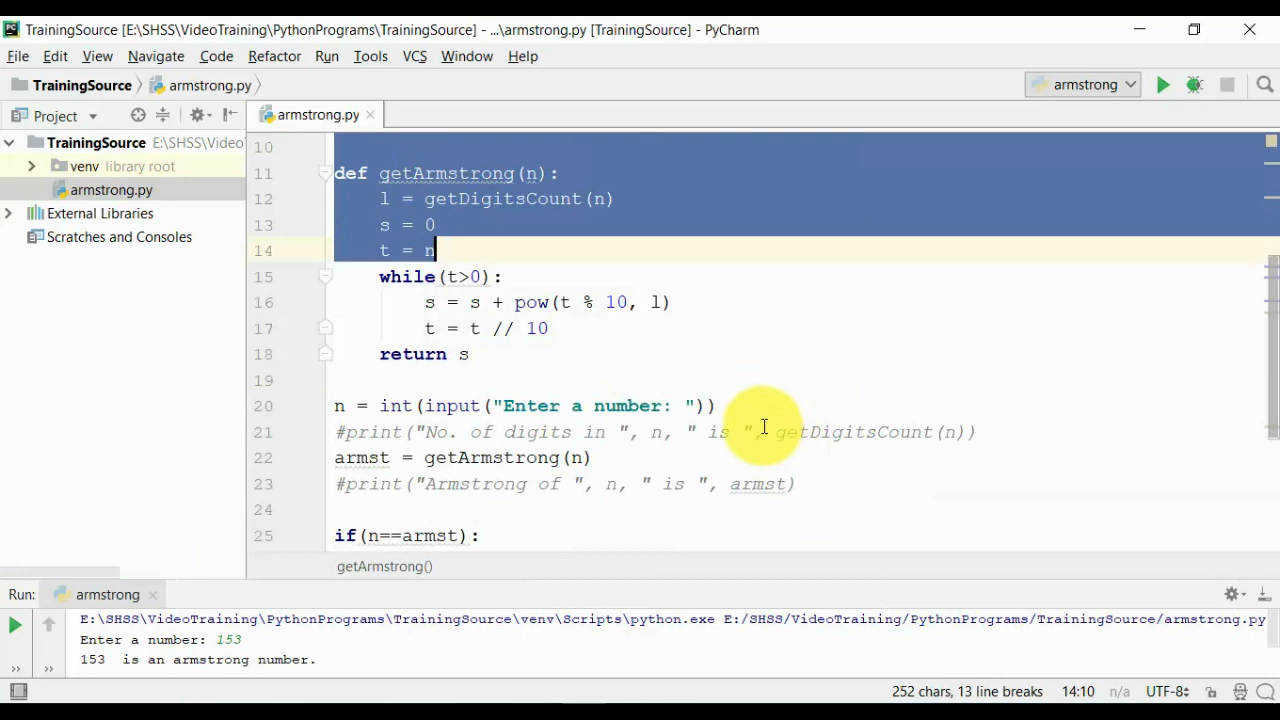 TrainingSource [E:\SHSS\VideoTraining\PythonPrograms\TrainingSource] - ...\armstrong.py [TrainingSource] - PyCharm
File Edit View Navigate Code Refactor Run Tools VCS Window Help
TrainingSource armstrong.py armstrong
Project armstrong.py
TrainingSource E:\SHSS\Video
venv library root
armstrong.py
External Libraries
Scratches and Consoles
10
11 def getArmstrong(n):
12 l = getDigitsCount(n)
13 s = 0
14 t = n
15 while(t>0):
16 s = s + pow(t % 10, l)
17 t = t // 10
18 return s
19
20 n = int(input("Enter a number: "))
21 #print("No. of digits in ", n, " is ", getDigitsCount(n))
22 armst = getArmstrong(n)
23 #print("Armstrong of ", n, " is ", armst)
24
25 if(n==armst):
getArmstrong()
Run: armstrong
E:\SHSS\VideoTraining\PythonPrograms\TrainingSource\venv\Scripts\python.exe E:/SHSS/VideoTraining/PythonPrograms/TrainingSource/armstrong.py
Enter a number: 153
153  is an armstrong number.
252 chars, 13 line breaks 14:10 n/a UTF-8